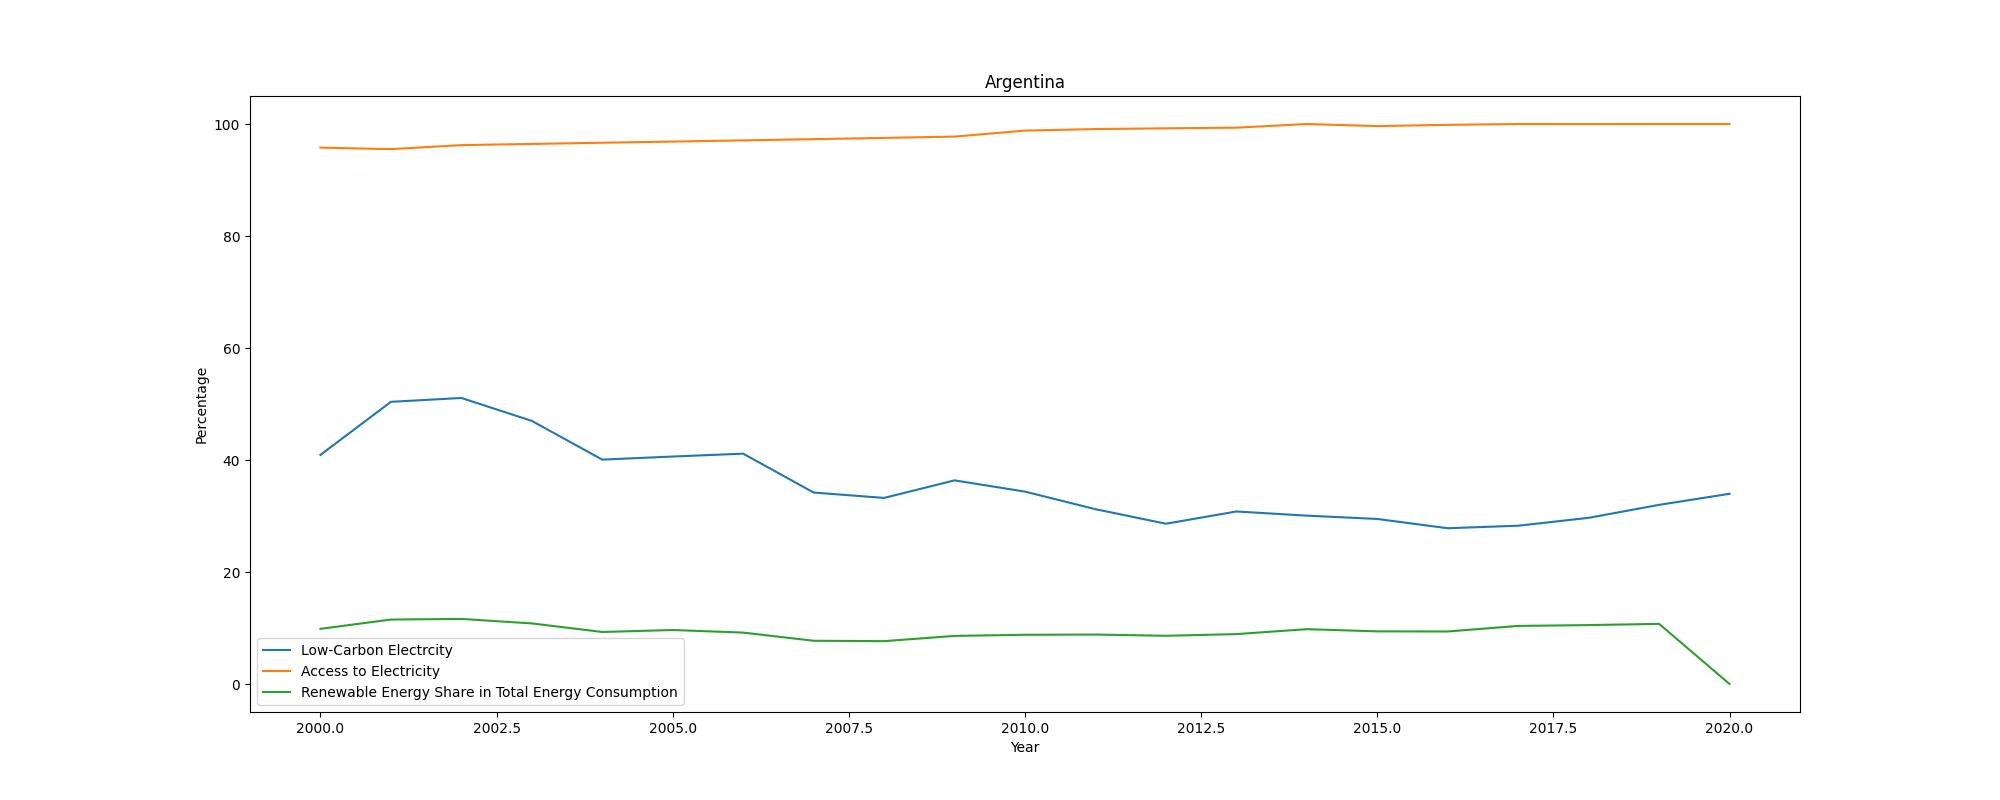 Argentina
100
80
60
40
20
0
Percentage
Low-Carbon Electrcity
Access to Electricity
Renewable Energy Share in Total Energy Consumption
2000.0 2002.5 2005.0 2007.5 2010.0 2012.5 2015.0 2017.5 2020.0
Year